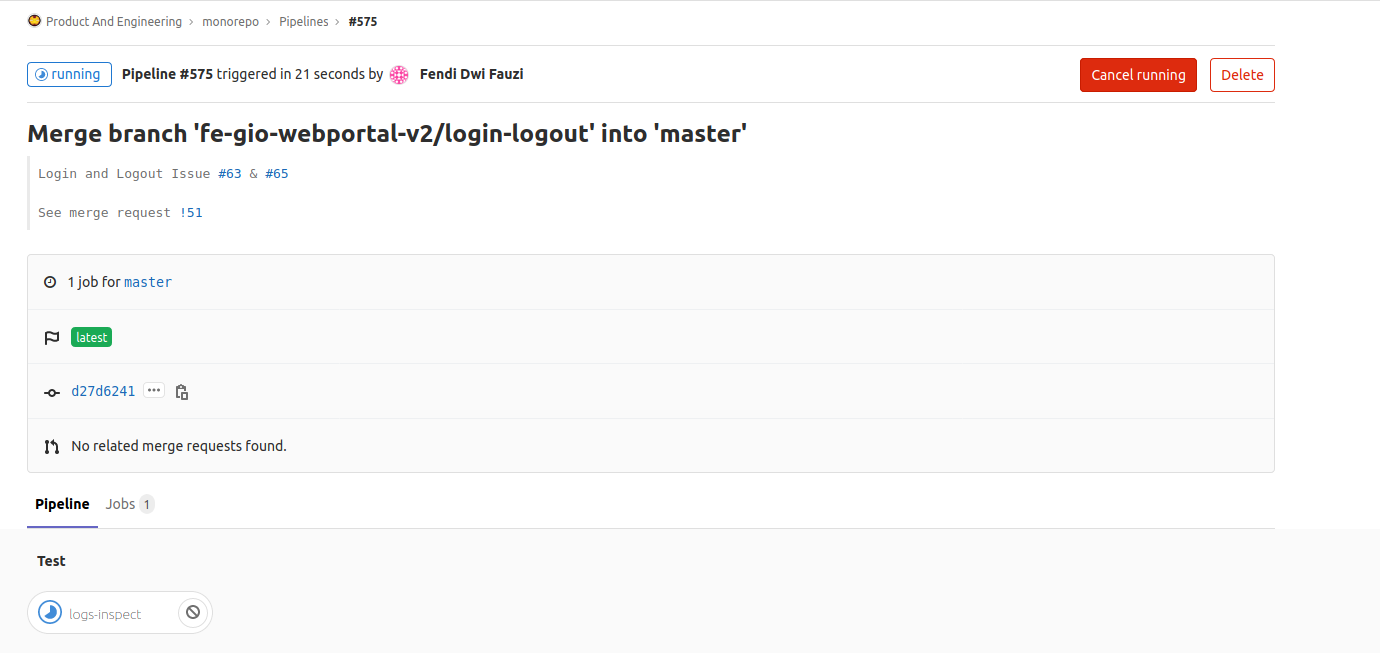 Product And Engineering › monorepo › Pipelines › #575
running Pipeline #575 triggered in 21 seconds by Fendi Dwi Fauzi Cancel running Delete
Merge branch 'fe-gio-webportal-v2/login-logout' into 'master'
Login and Logout Issue #63 & #65
See merge request !51
1 job for master
latest
d27d6241 ···
No related merge requests found.
Pipeline Jobs 1
Test
logs-inspect